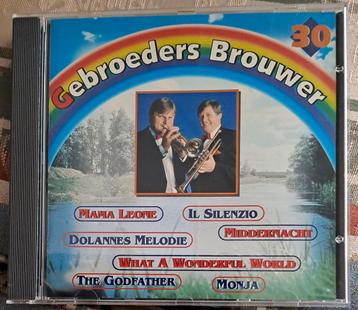 30
Gebroeders Brouwer
Mama Leone
Il Silenzio
Middernacht
Dolannes Melodie
What A Wonderful World
The Godfather
Monja